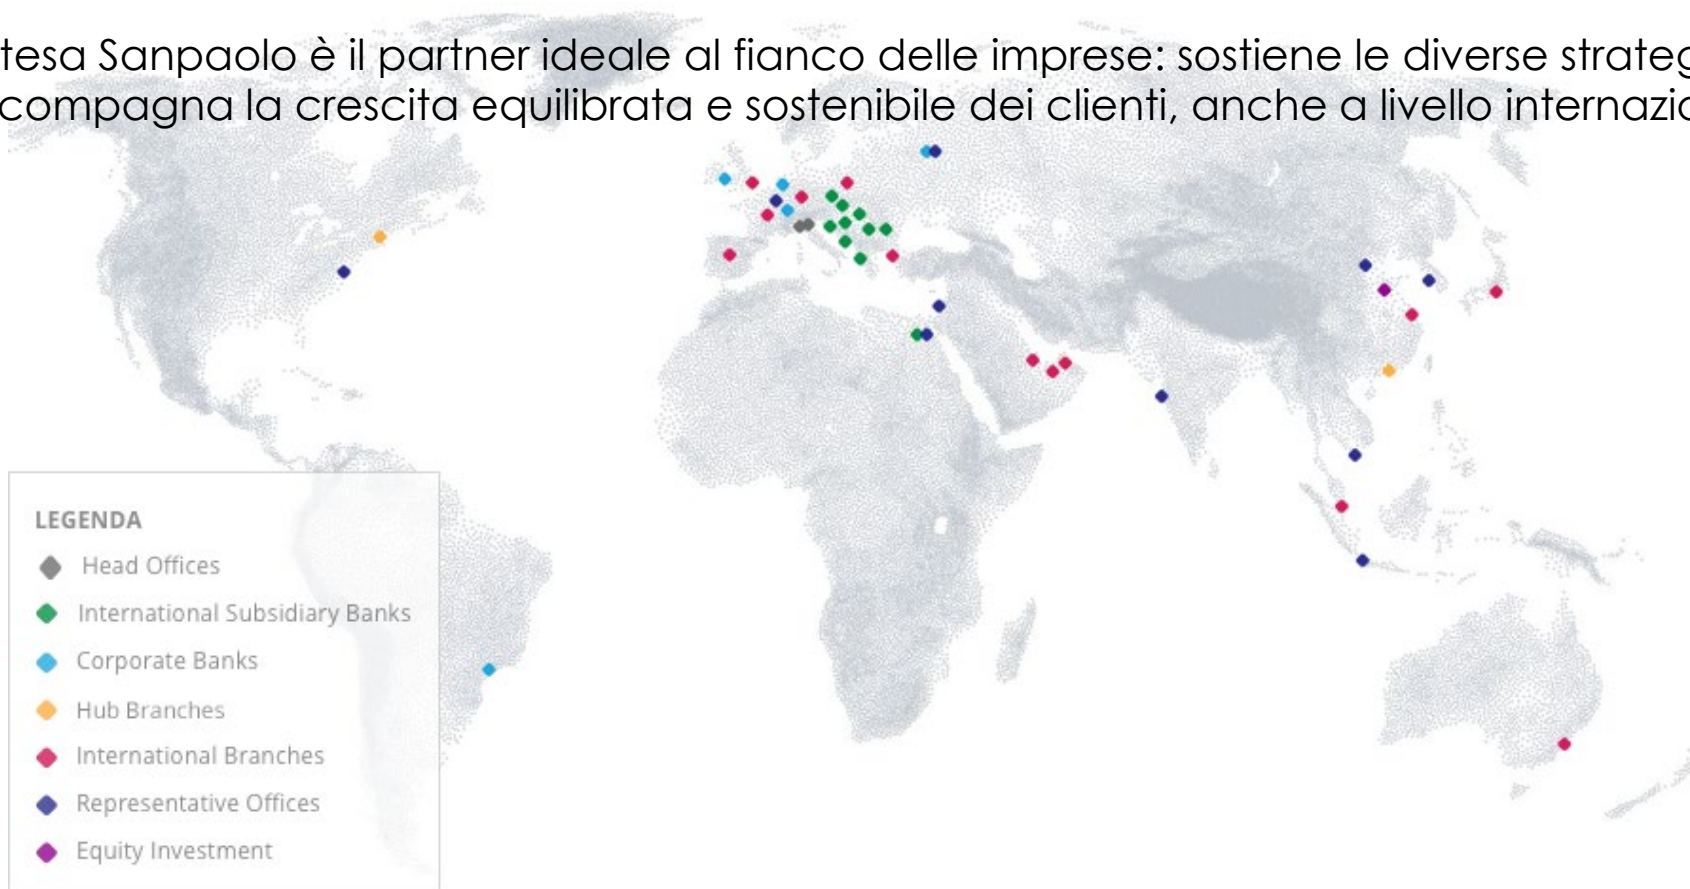 tesa Sanpaolo è il partner ideale al fianco delle imprese: sostiene le diverse strateg
compagna la crescita equilibrata e sostenibile dei clienti, anche a livello internazio
LEGENDA
Head Offices
International Subsidiary Banks
Corporate Banks
Hub Branches
International Branches
Representative Offices
Equity Investment